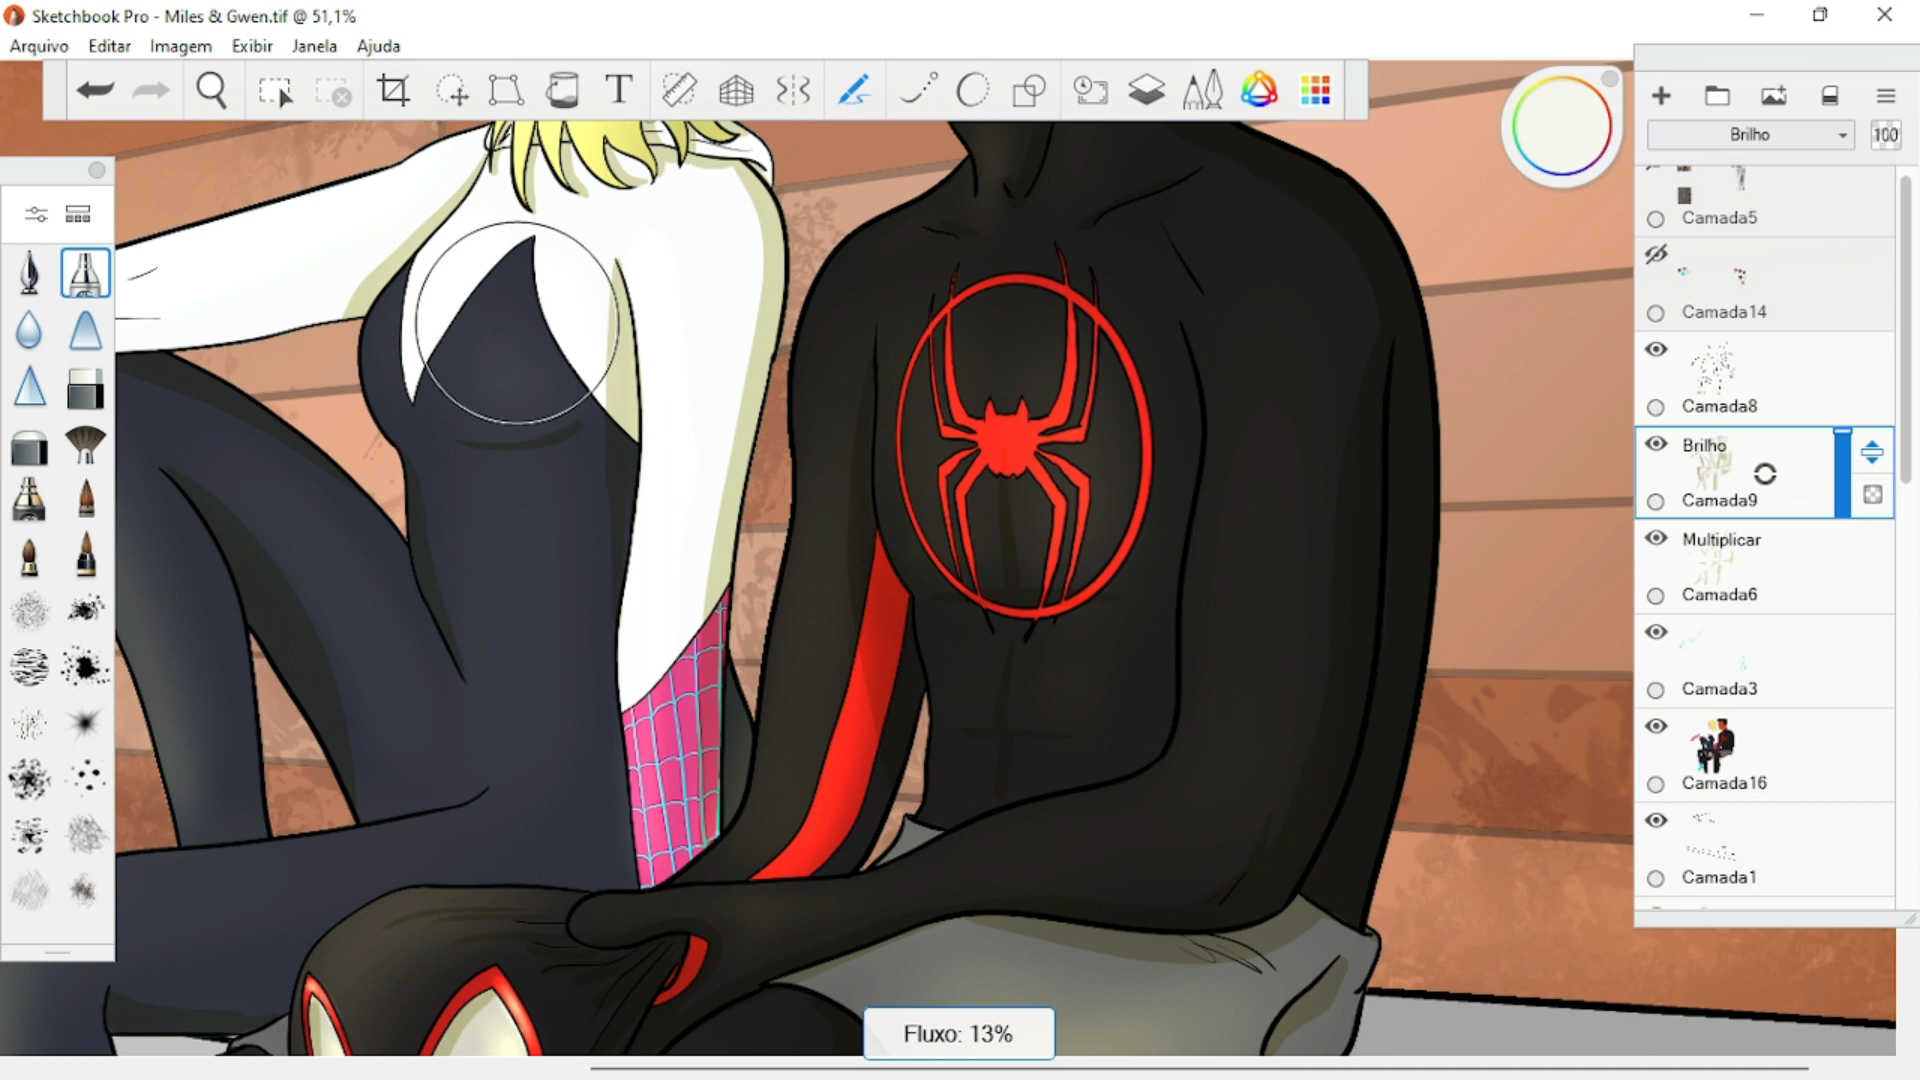 Sketchbook Pro - Miles & Gwen.tif @ 51,1%
Arquivo Editar Imagem Exibir Janela Ajuda
T
Brilho 100
Camada5
Camada14
Camada8
Brilho
Camada9
Multiplicar
Camada6
Camada3
Camada16
Camada1
Fluxo: 13%